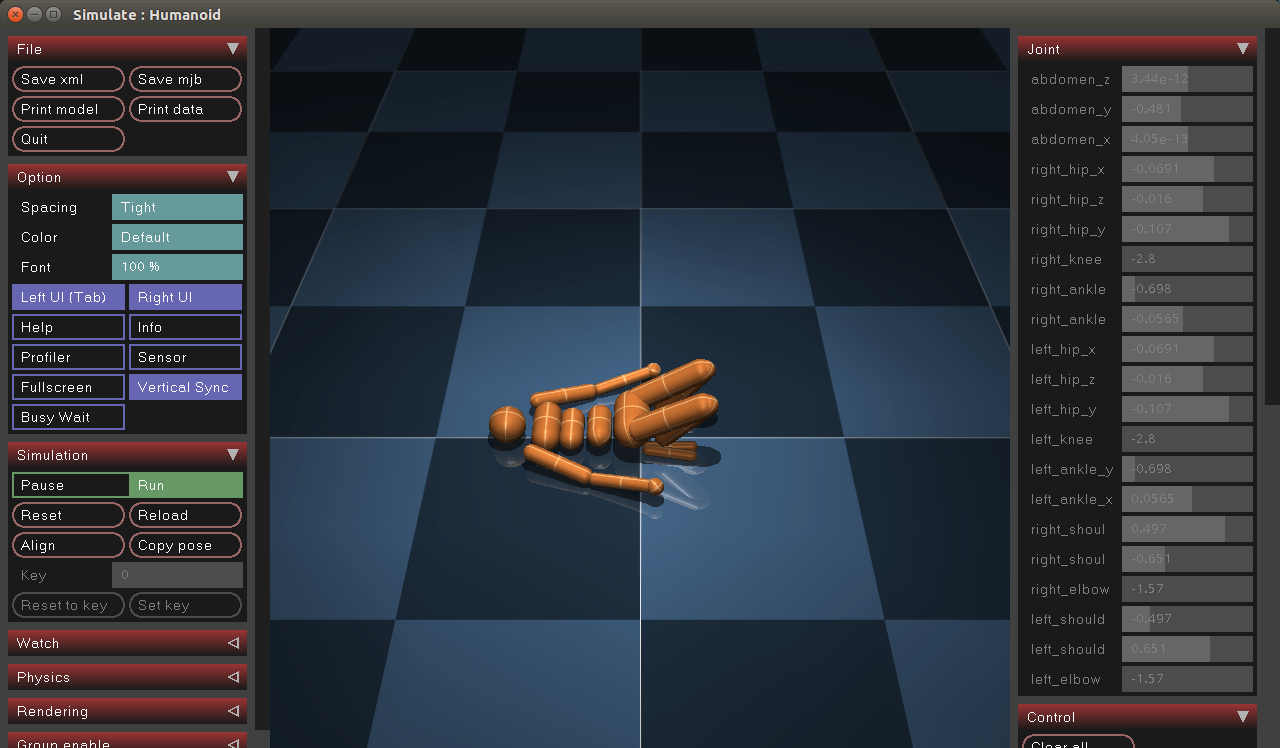 Simulate : Humanoid
File
Save xml Save mjb
Print model Print data
Quit
Option
Spacing Tight
Color Default
Font 100 %
Left UI (Tab) Right UI
Help Info
Profiler Sensor
Fullscreen Vertical Sync
Busy Wait
Simulation
Pause Run
Reset Reload
Align Copy pose
Key 0
Reset to key Set key
Watch
Physics
Rendering
Group enable
Joint
abdomen_z 3.44e-12
abdomen_y -0.481
abdomen_x 4.05e-13
right_hip_x -0.0691
right_hip_z -0.016
right_hip_y -0.107
right_knee -2.8
right_ankle -0.698
right_ankle -0.0565
left_hip_x -0.0691
left_hip_z -0.016
left_hip_y -0.107
left_knee -2.8
left_ankle_y -0.698
left_ankle_x 0.0565
right_shoul 0.497
right_shoul -0.651
right_elbow -1.57
left_should -0.497
left_should 0.651
left_elbow -1.57
Control
Clear all